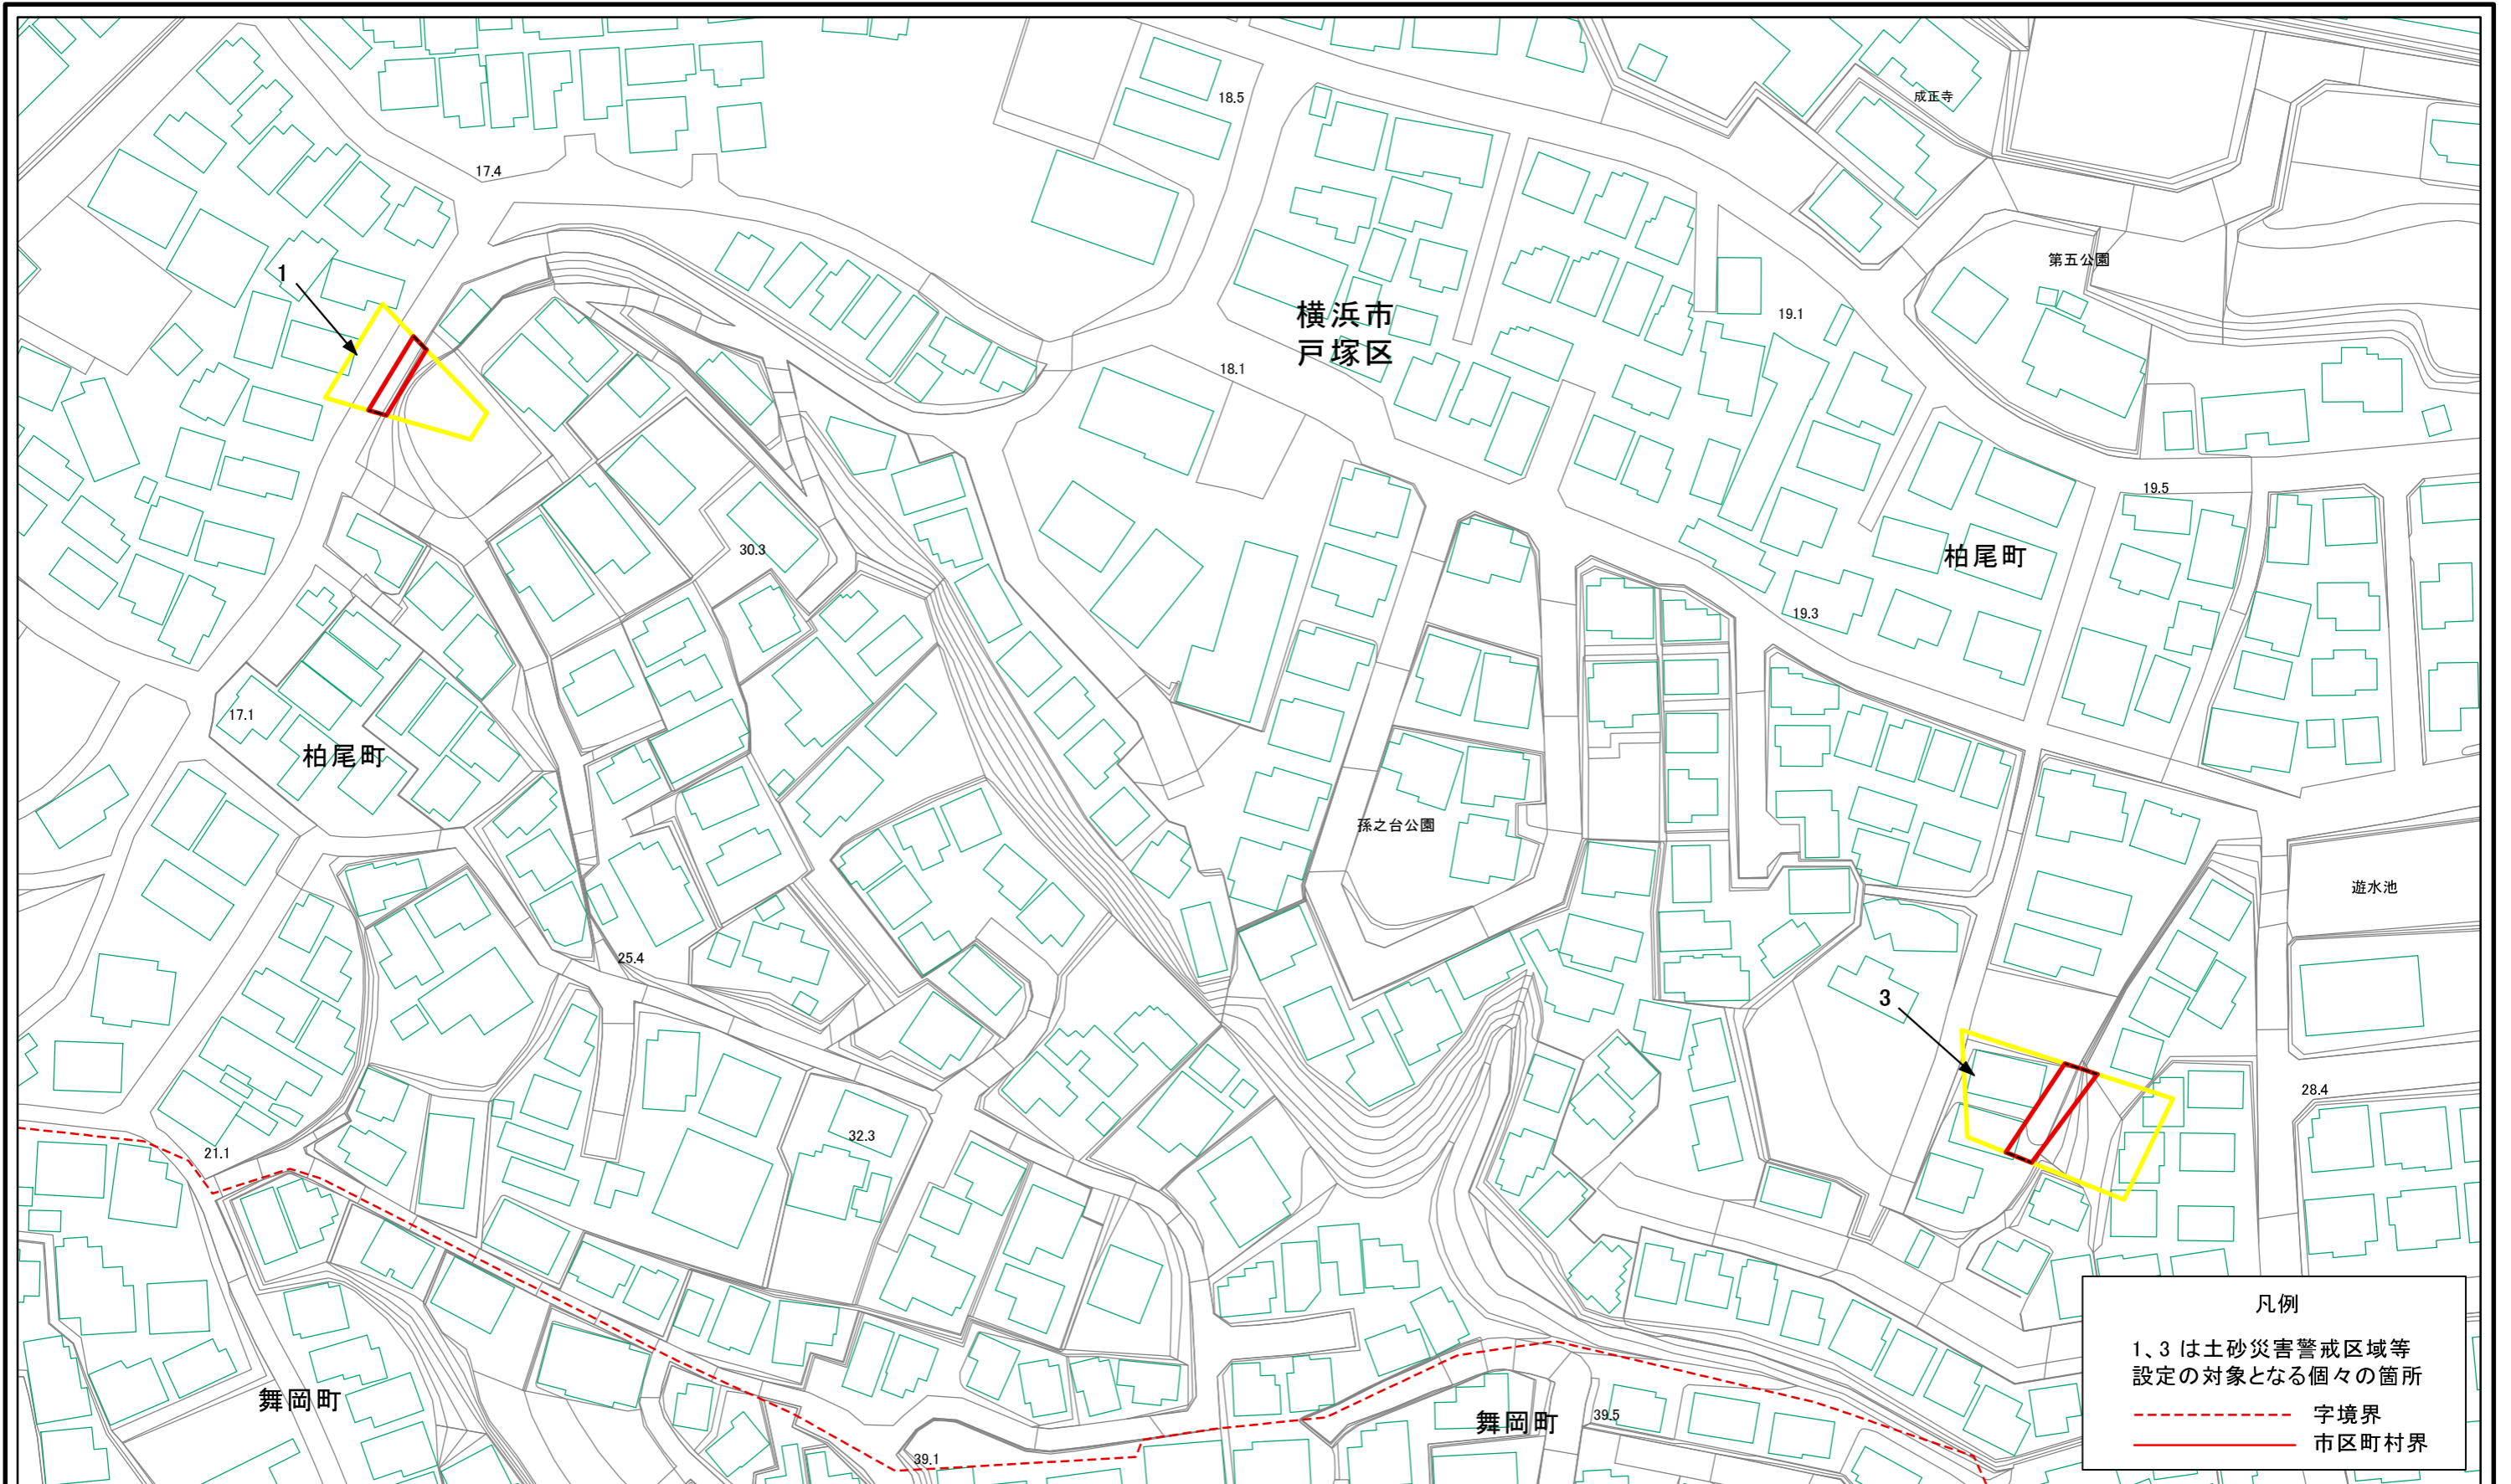 成正寺
18.5
17.4
第五公園
1
横浜市
戸塚区
19.1
18.1
19.5
30.3
柏尾町
19.3
17.1
柏尾町
孫之台公園
遊水池
25.4
3
28.4
32.3
21.1
舞岡町
舞岡町
39.5
39.1
凡例
1、3 は土砂災害警戒区域等
設定の対象となる個々の箇所
字境界
市区町村界